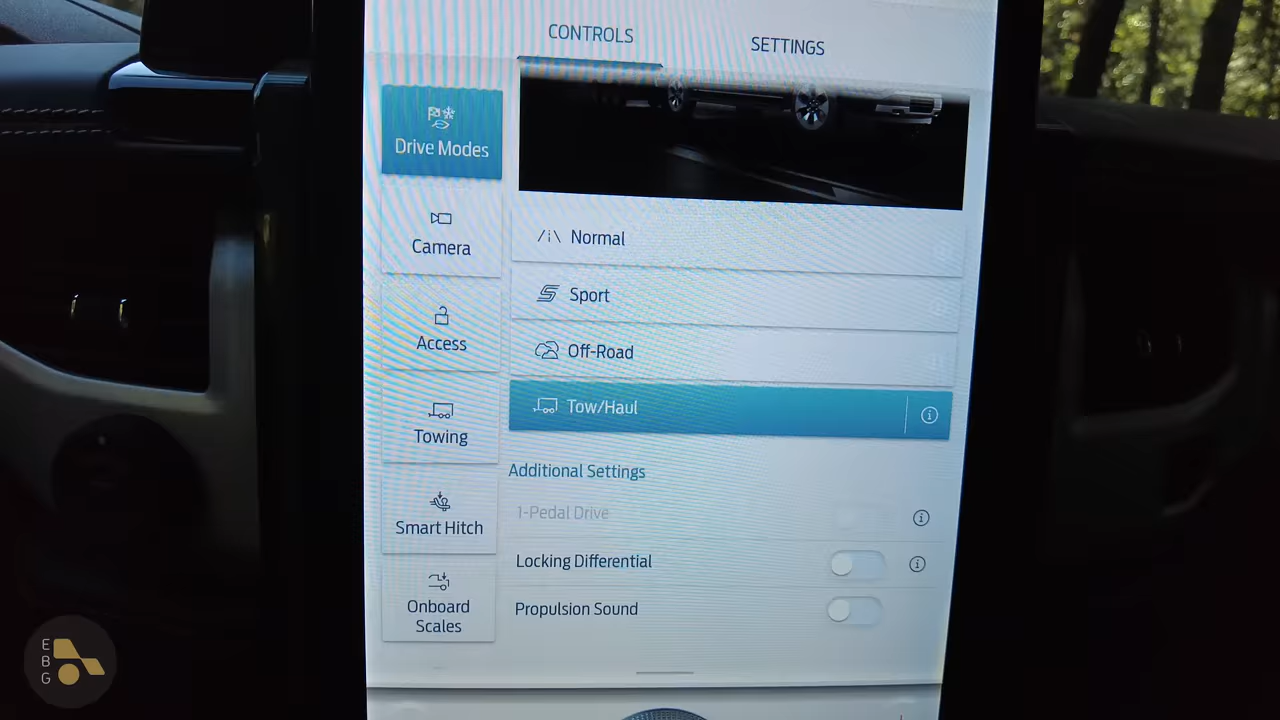 CONTROLS
SETTINGS
Drive Modes
Camera
Access
Towing
Smart Hitch
Onboard
Scales
Normal
Sport
Off-Road
Tow/Haul
Additional Settings
1-Pedal Drive
Locking Differential
Propulsion Sound
E
B
G